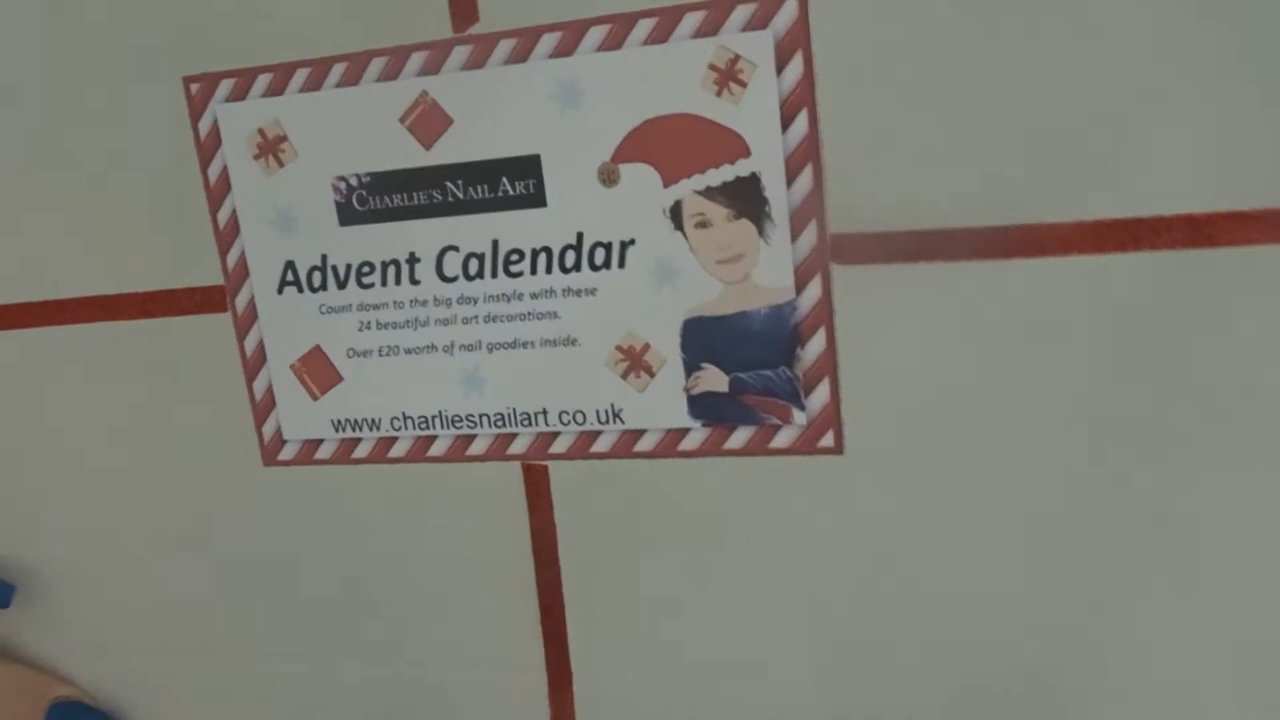 CHARLIE'S NAIL ART
Advent Calendar
Count down to the big day instyle with these
24 beautiful nail art decorations.
Over £20 worth of nail goodies inside.
www.charliesnailart.co.uk